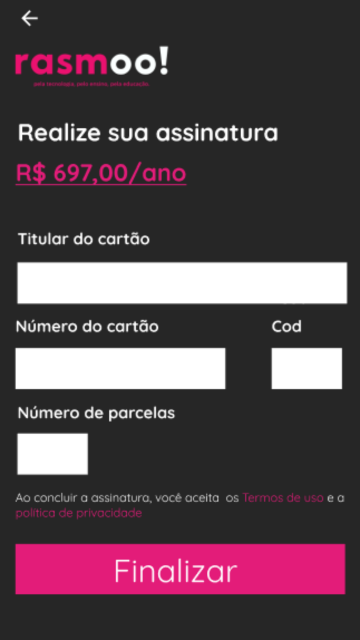 rasmoo!
pela tecnologia, pelo ensino, pela educação.
Realize sua assinatura
R$ 697,00/ano
Titular do cartão
Número do cartão
Cod
Número de parcelas
Ao concluir a assinatura, você aceita os Termos de uso e a
política de privacidade
Finalizar